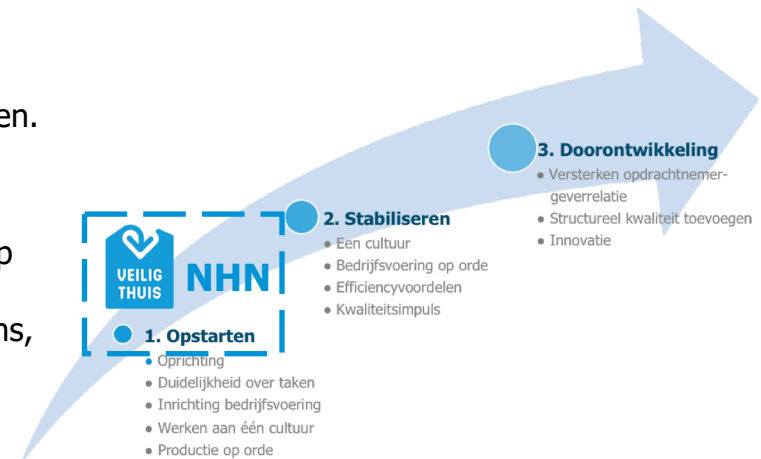 en.
p
ns,
VEILIG
THUIS
NHN
1. Opstarten
• Oprichting
• Duidelijkheid over taken
• Inrichting bedrijfsvoering
• Werken aan één cultuur
• Productie op orde
2. Stabiliseren
• Een cultuur
• Bedrijfsvoering op orde
• Efficiencyvoordelen
• Kwaliteitsimpuls
3. Doorontwikkeling
• Versterken opdrachtnemer-
geverrelatie
• Structureel kwaliteit toevoegen
• Innovatie